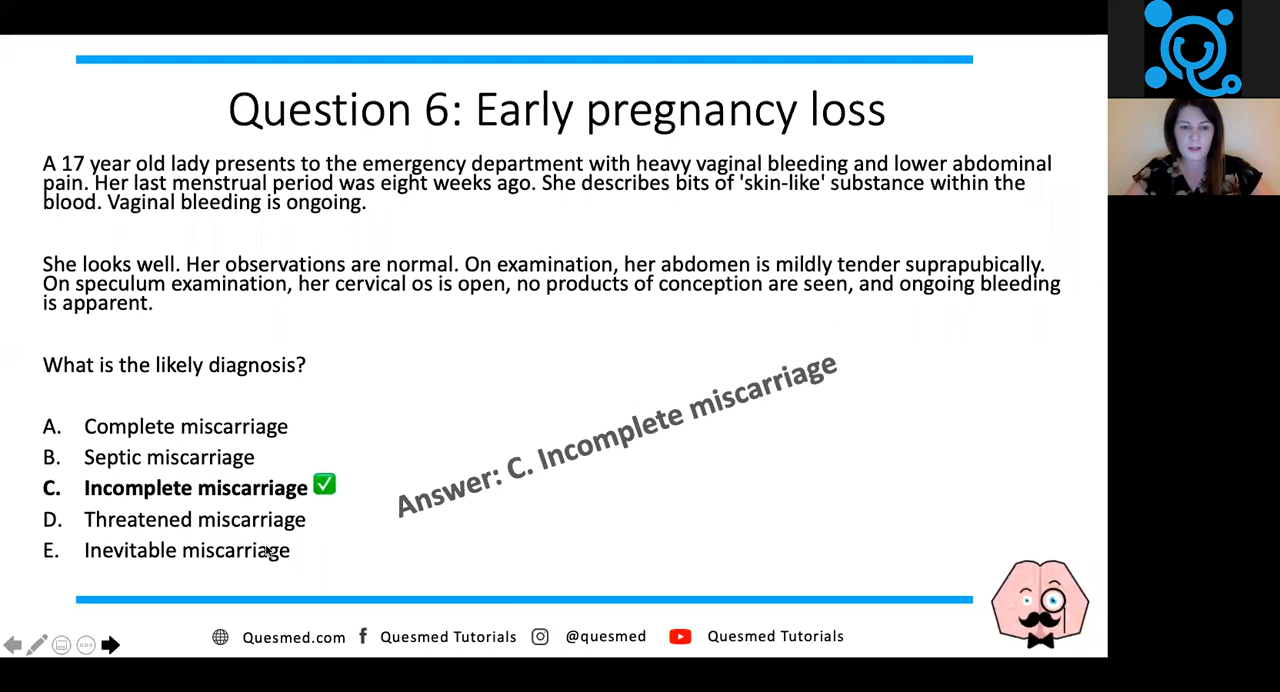 Question 6: Early pregnancy loss
A 17 year old lady presents to the emergency department with heavy vaginal bleeding and lower abdominal
pain. Her last menstrual period was eight weeks ago. She describes bits of 'skin-like' substance within the
blood. Vaginal bleeding is ongoing.
She looks well. Her observations are normal. On examination, her abdomen is mildly tender suprapubically.
On speculum examination, her cervical os is open, no products of conception are seen, and ongoing bleeding
is apparent.
What is the likely diagnosis?
A. Complete miscarriage
B. Septic miscarriage
C. Incomplete miscarriage
D. Threatened miscarriage
E. Inevitable miscarriage
Answer: C. Incomplete miscarriage
Quesmed.com f Quesmed Tutorials @quesmed Quesmed Tutorials